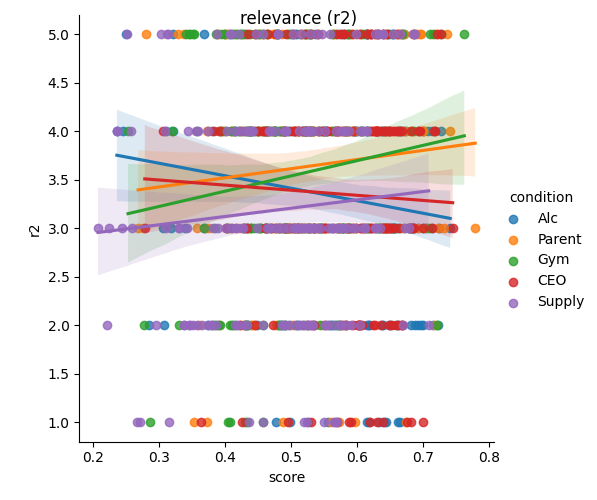 relevance (r2)
5.0
4.5
4.0
3.5
3.0
2.5
2.0
1.5
1.0
r2
0.2 0.3 0.4 0.5 0.6 0.7 0.8
score
condition
Alc
Parent
Gym
CEO
Supply